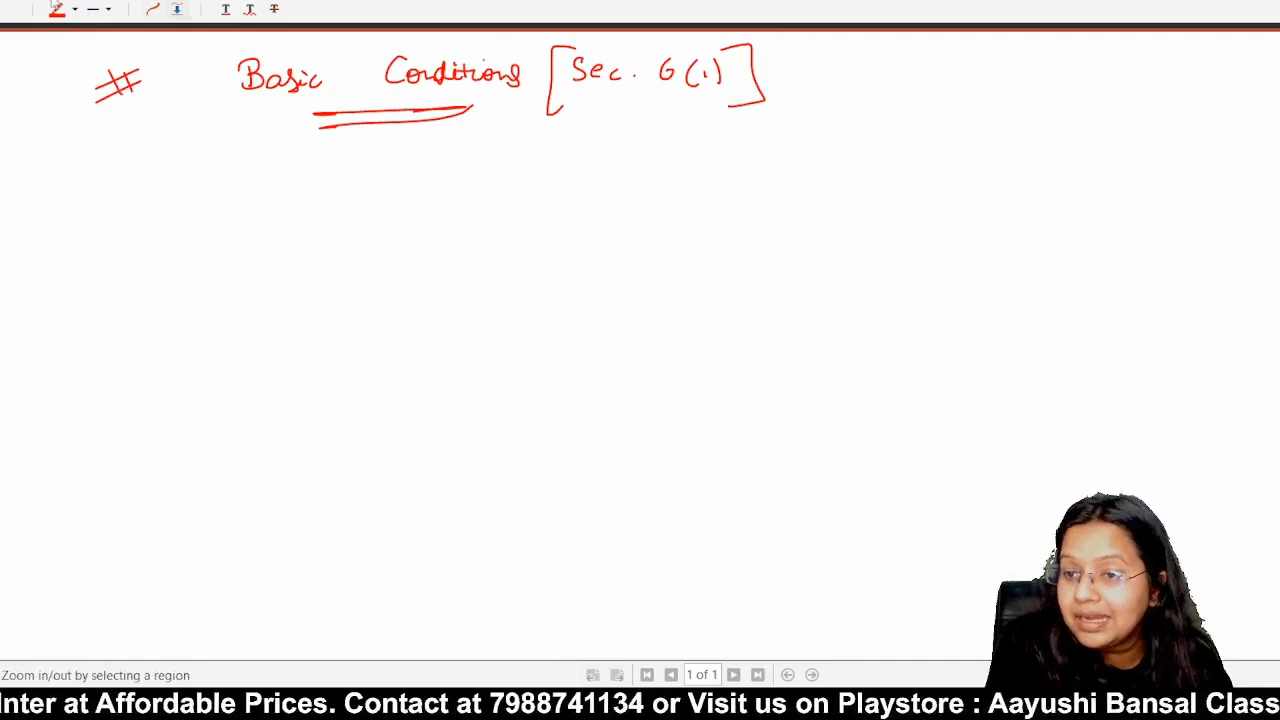 # Basic Conditions [Sec. 6(1)]
Zoom in/out by selecting a region
1 of 1
Inter at Affordable Prices. Contact at 7988741134 or Visit us on Playstore : Aayushi Bansal Class